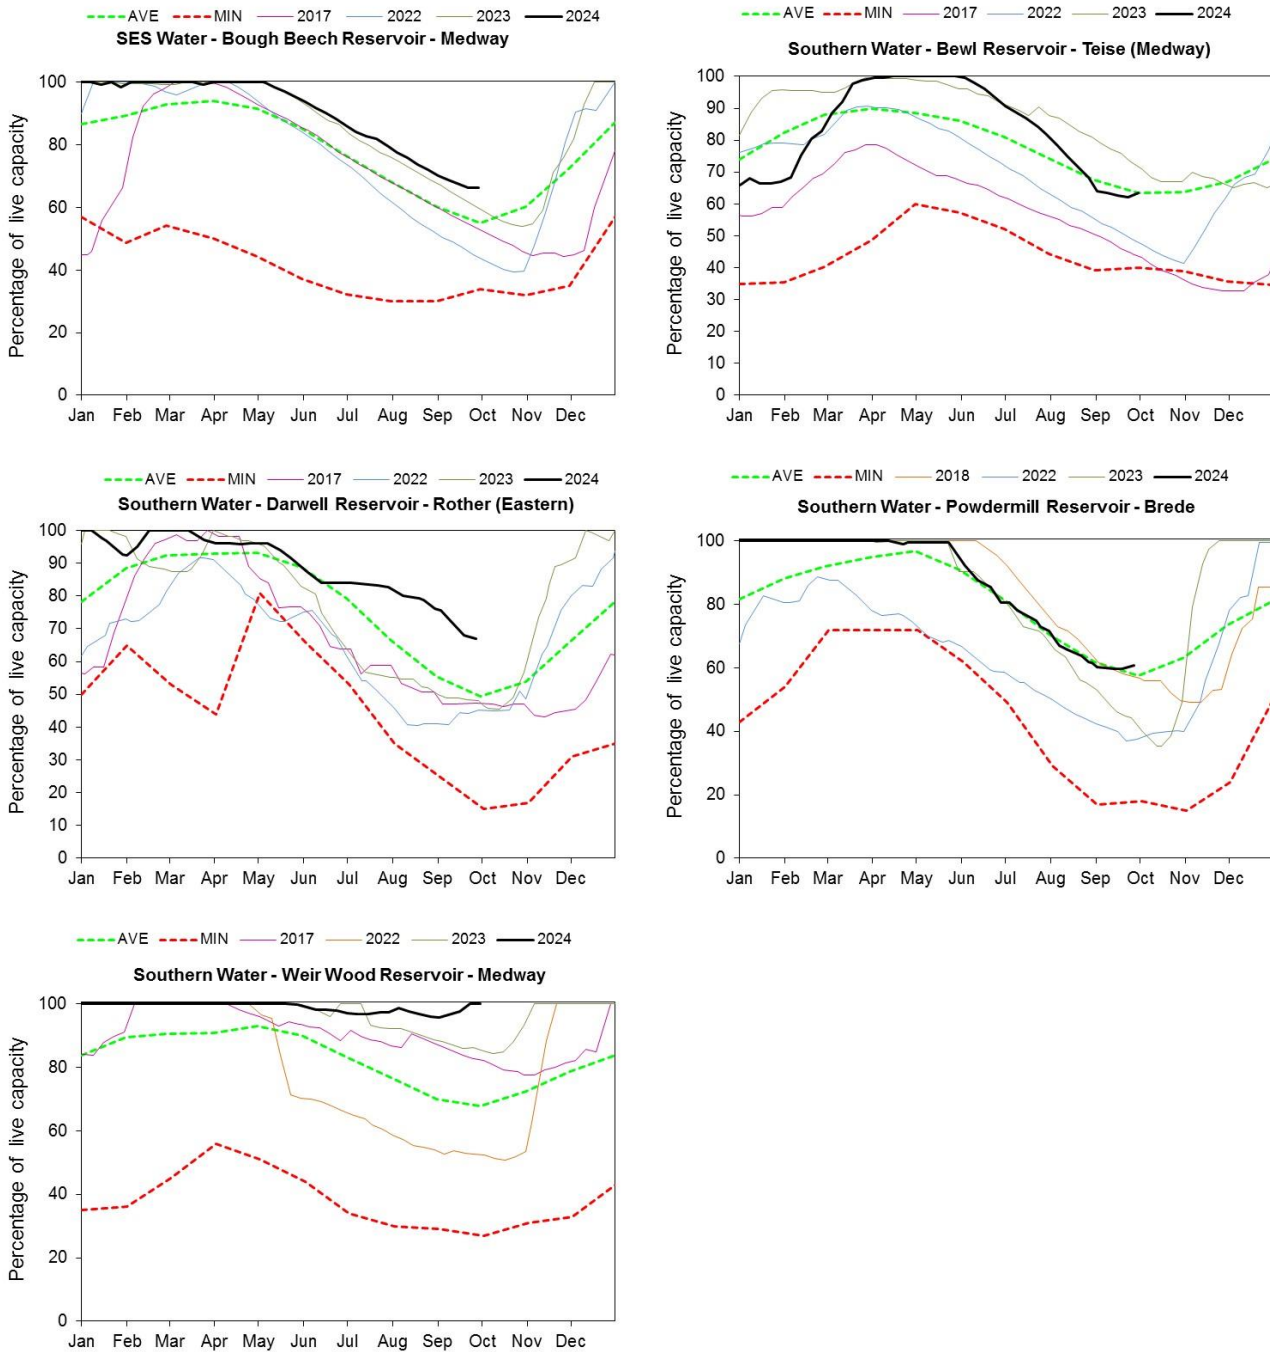 AVE MIN 2017 2022 2023 2024
SES Water - Bough Beech Reservoir - Medway
Percentage of live capacity
100
80
60
40
20
0
Jan Feb Mar Apr May Jun Jul Aug Sep Oct Nov Dec
AVE MIN 2017 2022 2023 2024
Southern Water - Bewl Reservoir - Teise (Medway)
Percentage of live capacity
100
90
80
70
60
50
40
30
20
10
0
Jan Feb Mar Apr May Jun Jul Aug Sep Oct Nov Dec
AVE MIN 2017 2022 2023 2024
Southern Water - Darwell Reservoir - Rother (Eastern)
Percentage of live capacity
100
90
80
70
60
50
40
30
20
10
0
Jan Feb Mar Apr May Jun Jul Aug Sep Oct Nov Dec
AVE MIN 2018 2022 2023 2024
Southern Water - Powdermill Reservoir - Brede
Percentage of live capacity
100
80
60
40
20
0
Jan Feb Mar Apr May Jun Jul Aug Sep Oct Nov Dec
AVE MIN 2017 2022 2023 2024
Southern Water - Weir Wood Reservoir - Medway
Percentage of live capacity
100
80
60
40
20
0
Jan Feb Mar Apr May Jun Jul Aug Sep Oct Nov Dec